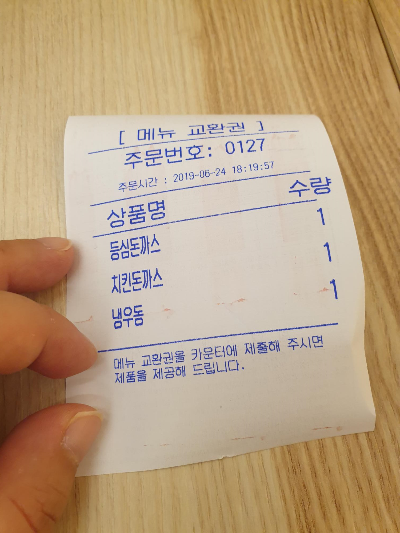 [ 메뉴 교환권 ]
주문번호: 0127
주문시간 : 2019-06-24 18:19:57
상품명 수량
등심돈까스 1
치킨돈까스 1
냉우동 1
메뉴 교환권을 카운터에 제출해 주시면
제품을 제공해 드립니다.